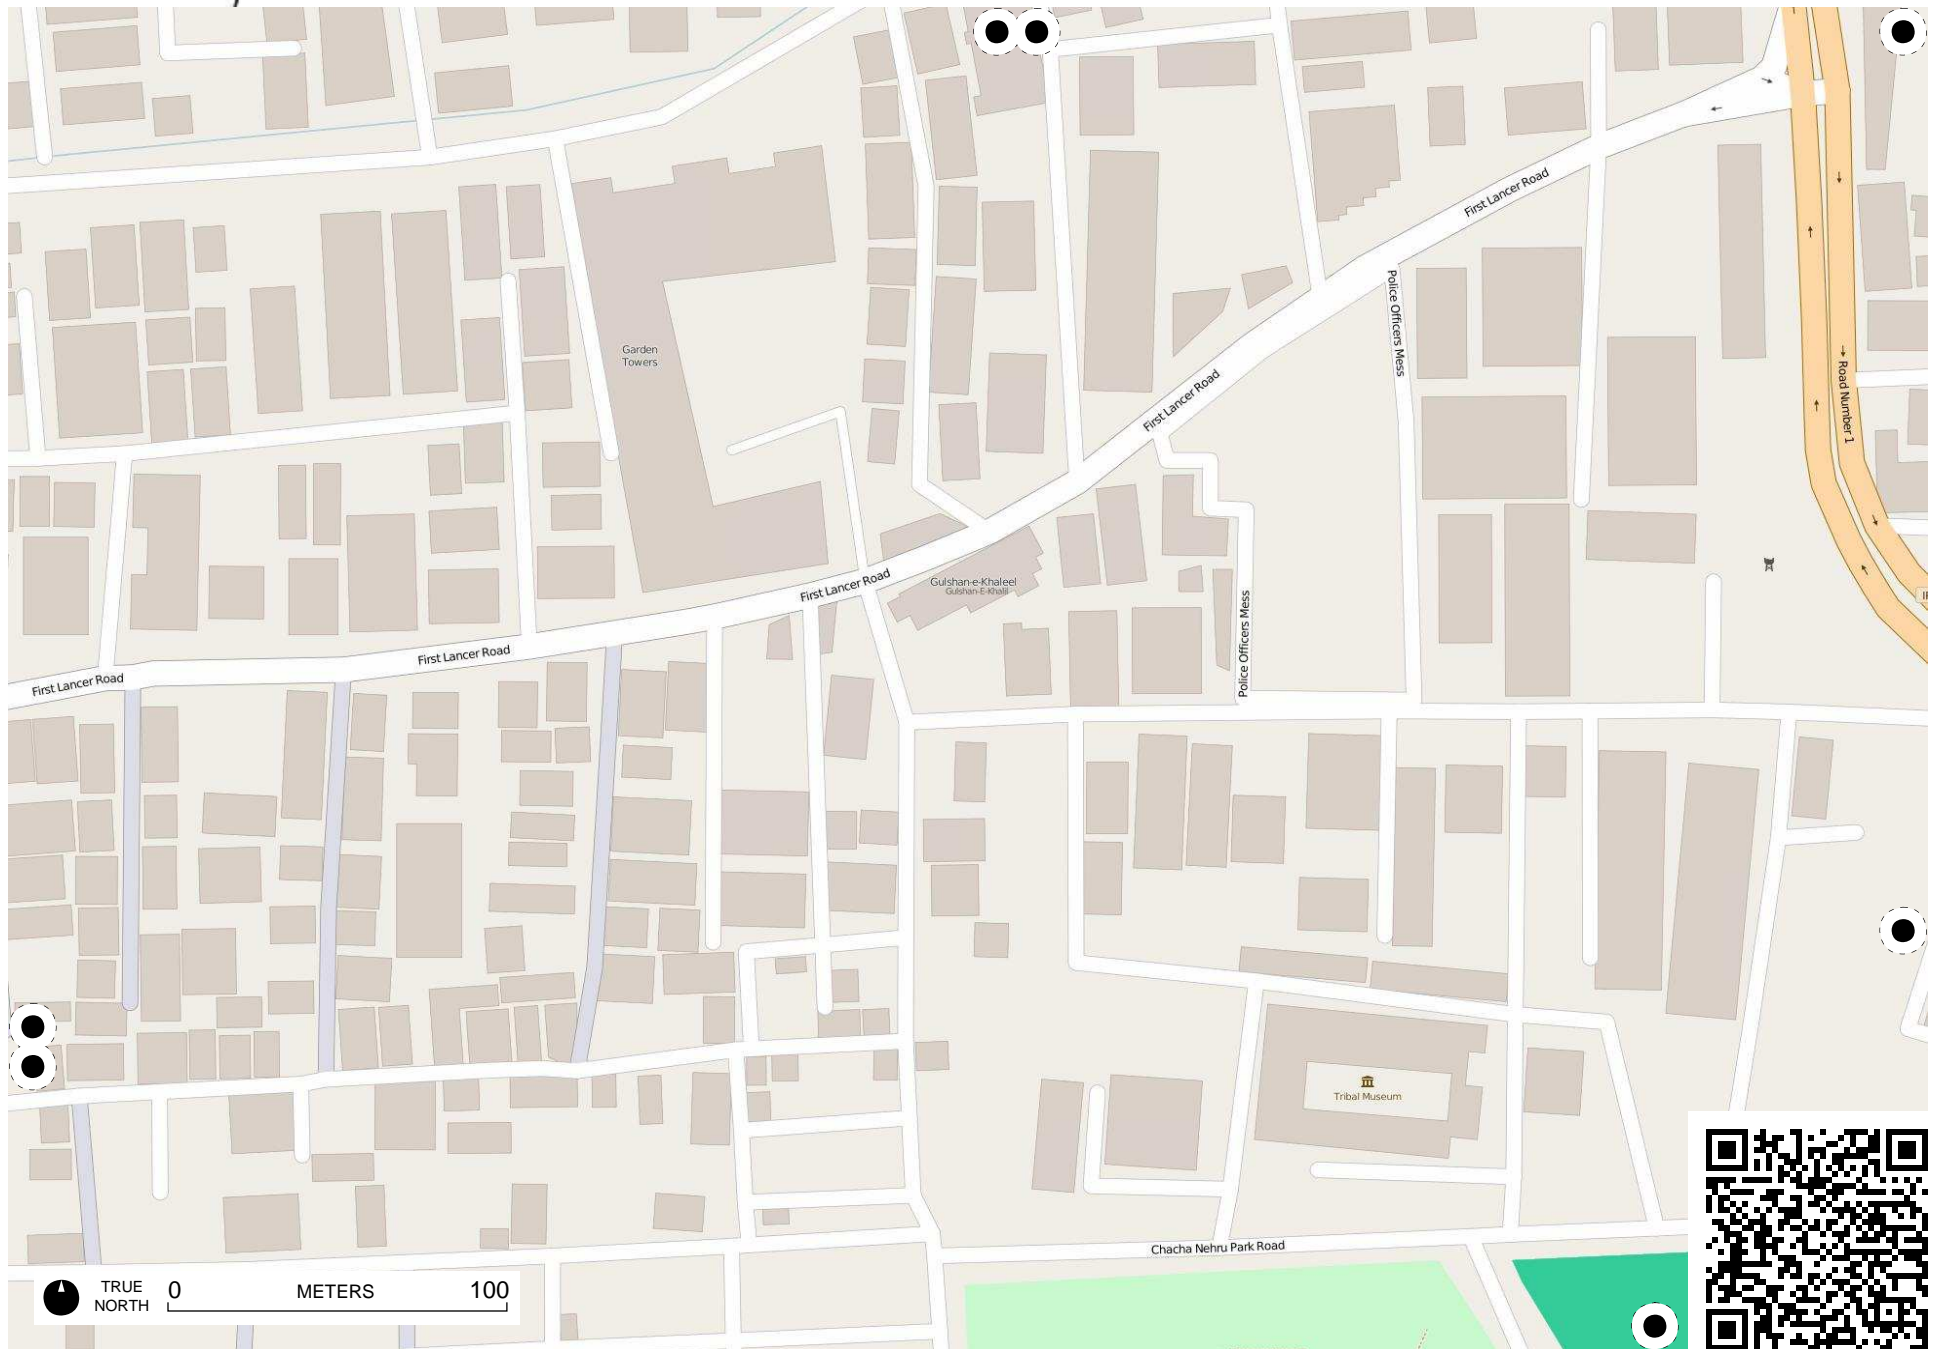 First Lancer Road
Police Officers Mess
Garden
Towers
First Lancer Road
Road Number 1
First Lancer Road
Gulshan-e-Khaleel
Gulshan-E-Khalil
Police Officers Mess
First Lancer Road
First Lancer Road
Tribal Museum
Chacha Nehru Park Road
TRUE
NORTH
0 METERS 100